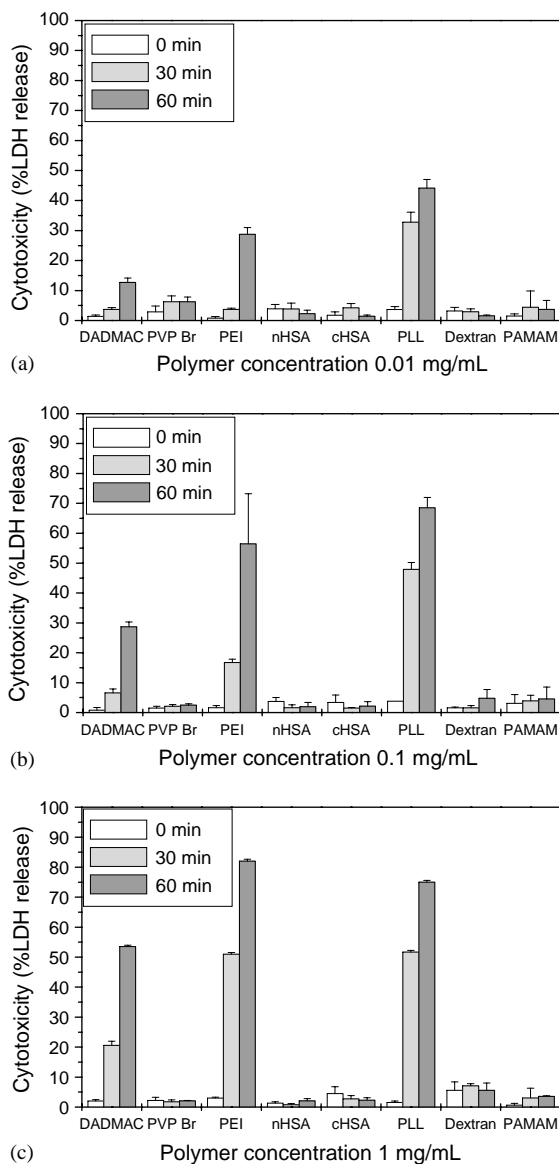 100
90
80
70
60
50
40
30
20
10
0
Cytotoxicity (%LDH release)
0 min
30 min
60 min
DADMAC PVP Br PEI nHSA cHSA PLL Dextran PAMAM
(a) Polymer concentration 0.01 mg/mL
100
90
80
70
60
50
40
30
20
10
0
Cytotoxicity (%LDH release)
0 min
30 min
60 min
DADMAC PVP Br PEI nHSA cHSA PLL Dextran PAMAM
(b) Polymer concentration 0.1 mg/mL
100
90
80
70
60
50
40
30
20
10
0
Cytotoxicity (%LDH release)
0 min
30 min
60 min
DADMAC PVP Br PEI nHSA cHSA PLL Dextran PAMAM
(c) Polymer concentration 1 mg/mL